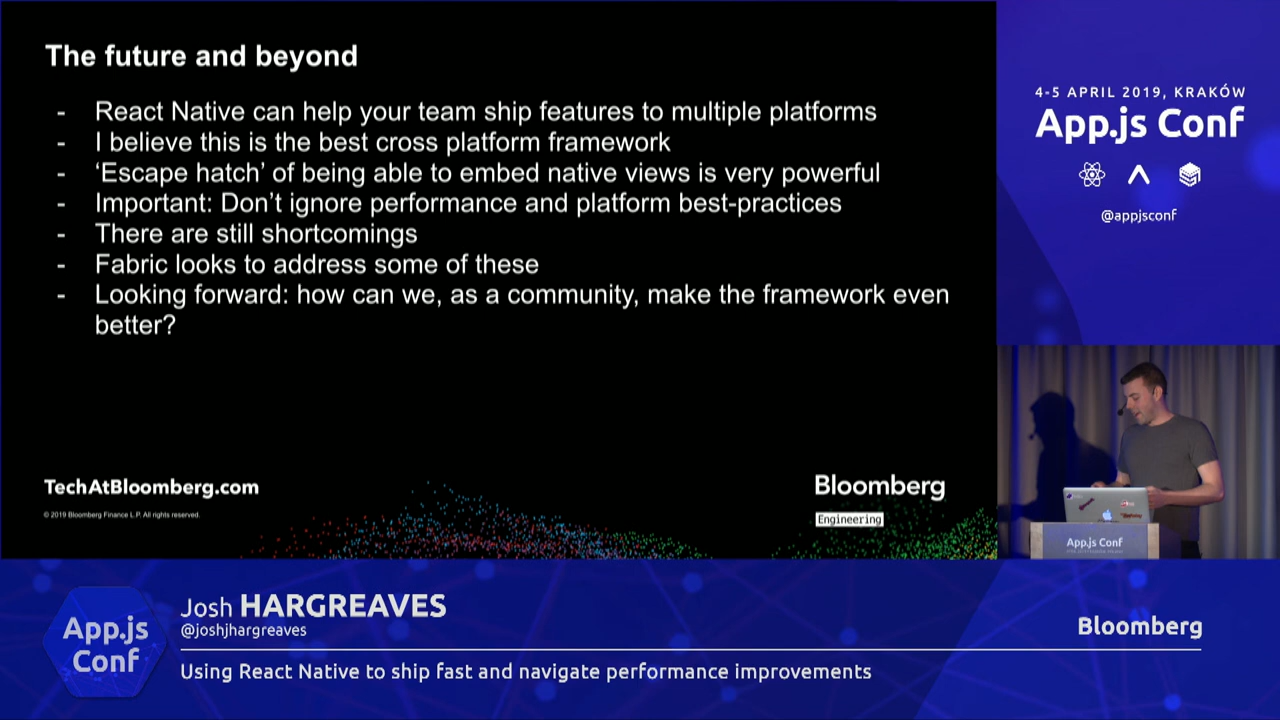 The future and beyond
- React Native can help your team ship features to multiple platforms
- I believe this is the best cross platform framework
- ‘Escape hatch’ of being able to embed native views is very powerful
- Important: Don’t ignore performance and platform best-practices
- There are still shortcomings
- Fabric looks to address some of these
- Looking forward: how can we, as a community, make the framework even
better?
TechAtBloomberg.com
© 2019 Bloomberg Finance L.P. All rights reserved.
Bloomberg
Engineering
4-5 APRIL 2019, KRAKÓW
App.js Conf
@appjsconf
App.js Conf
App.js
Conf
Josh HARGREAVES
@joshjhargreaves
Bloomberg
Using React Native to ship fast and navigate performance improvements